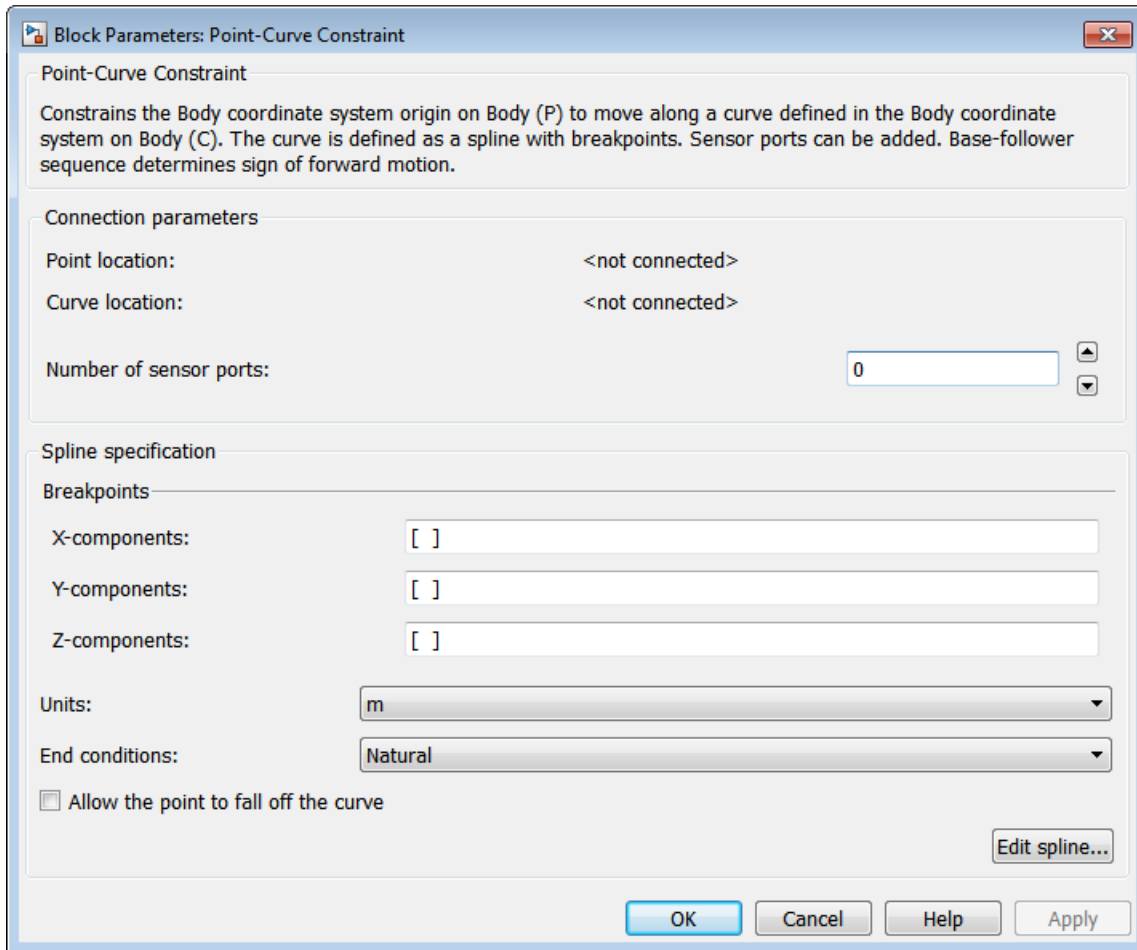 Block Parameters: Point-Curve Constraint
Point-Curve Constraint
Constrains the Body coordinate system origin on Body (P) to move along a curve defined in the Body coordinate
system on Body (C). The curve is defined as a spline with breakpoints. Sensor ports can be added. Base-follower
sequence determines sign of forward motion.
Connection parameters
Point location: <not connected>
Curve location: <not connected>
Number of sensor ports: 0
Spline specification
Breakpoints
X-components: [ ]
Y-components: [ ]
Z-components: [ ]
Units: m
End conditions: Natural
Allow the point to fall off the curve
Edit spline...
OK Cancel Help Apply